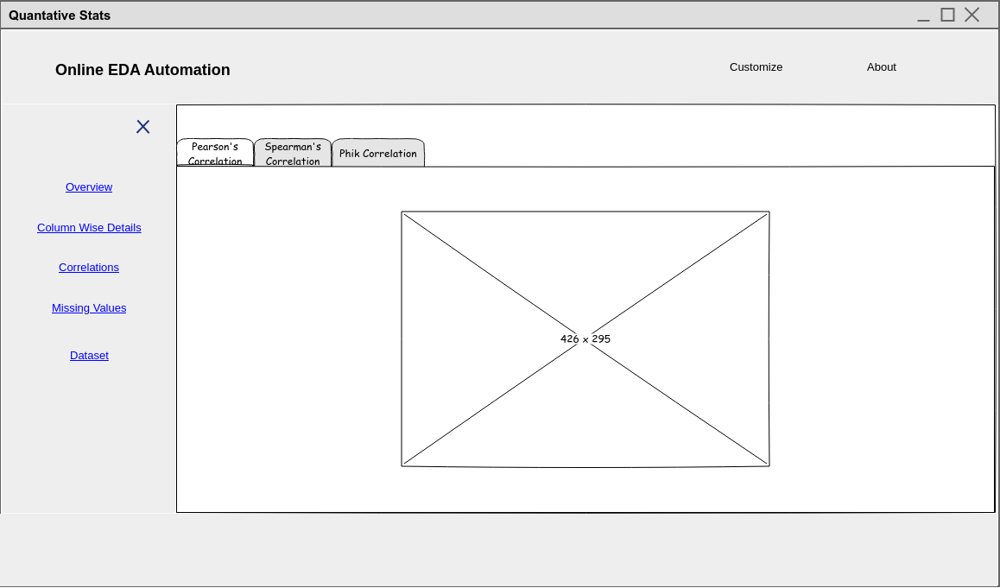 Quantative Stats
Online EDA Automation
Customize
About
Pearson's
Correlation
Spearman's
Correlation
Phik Correlation
Overview
Column Wise Details
Correlations
Missing Values
Dataset
426 x 295